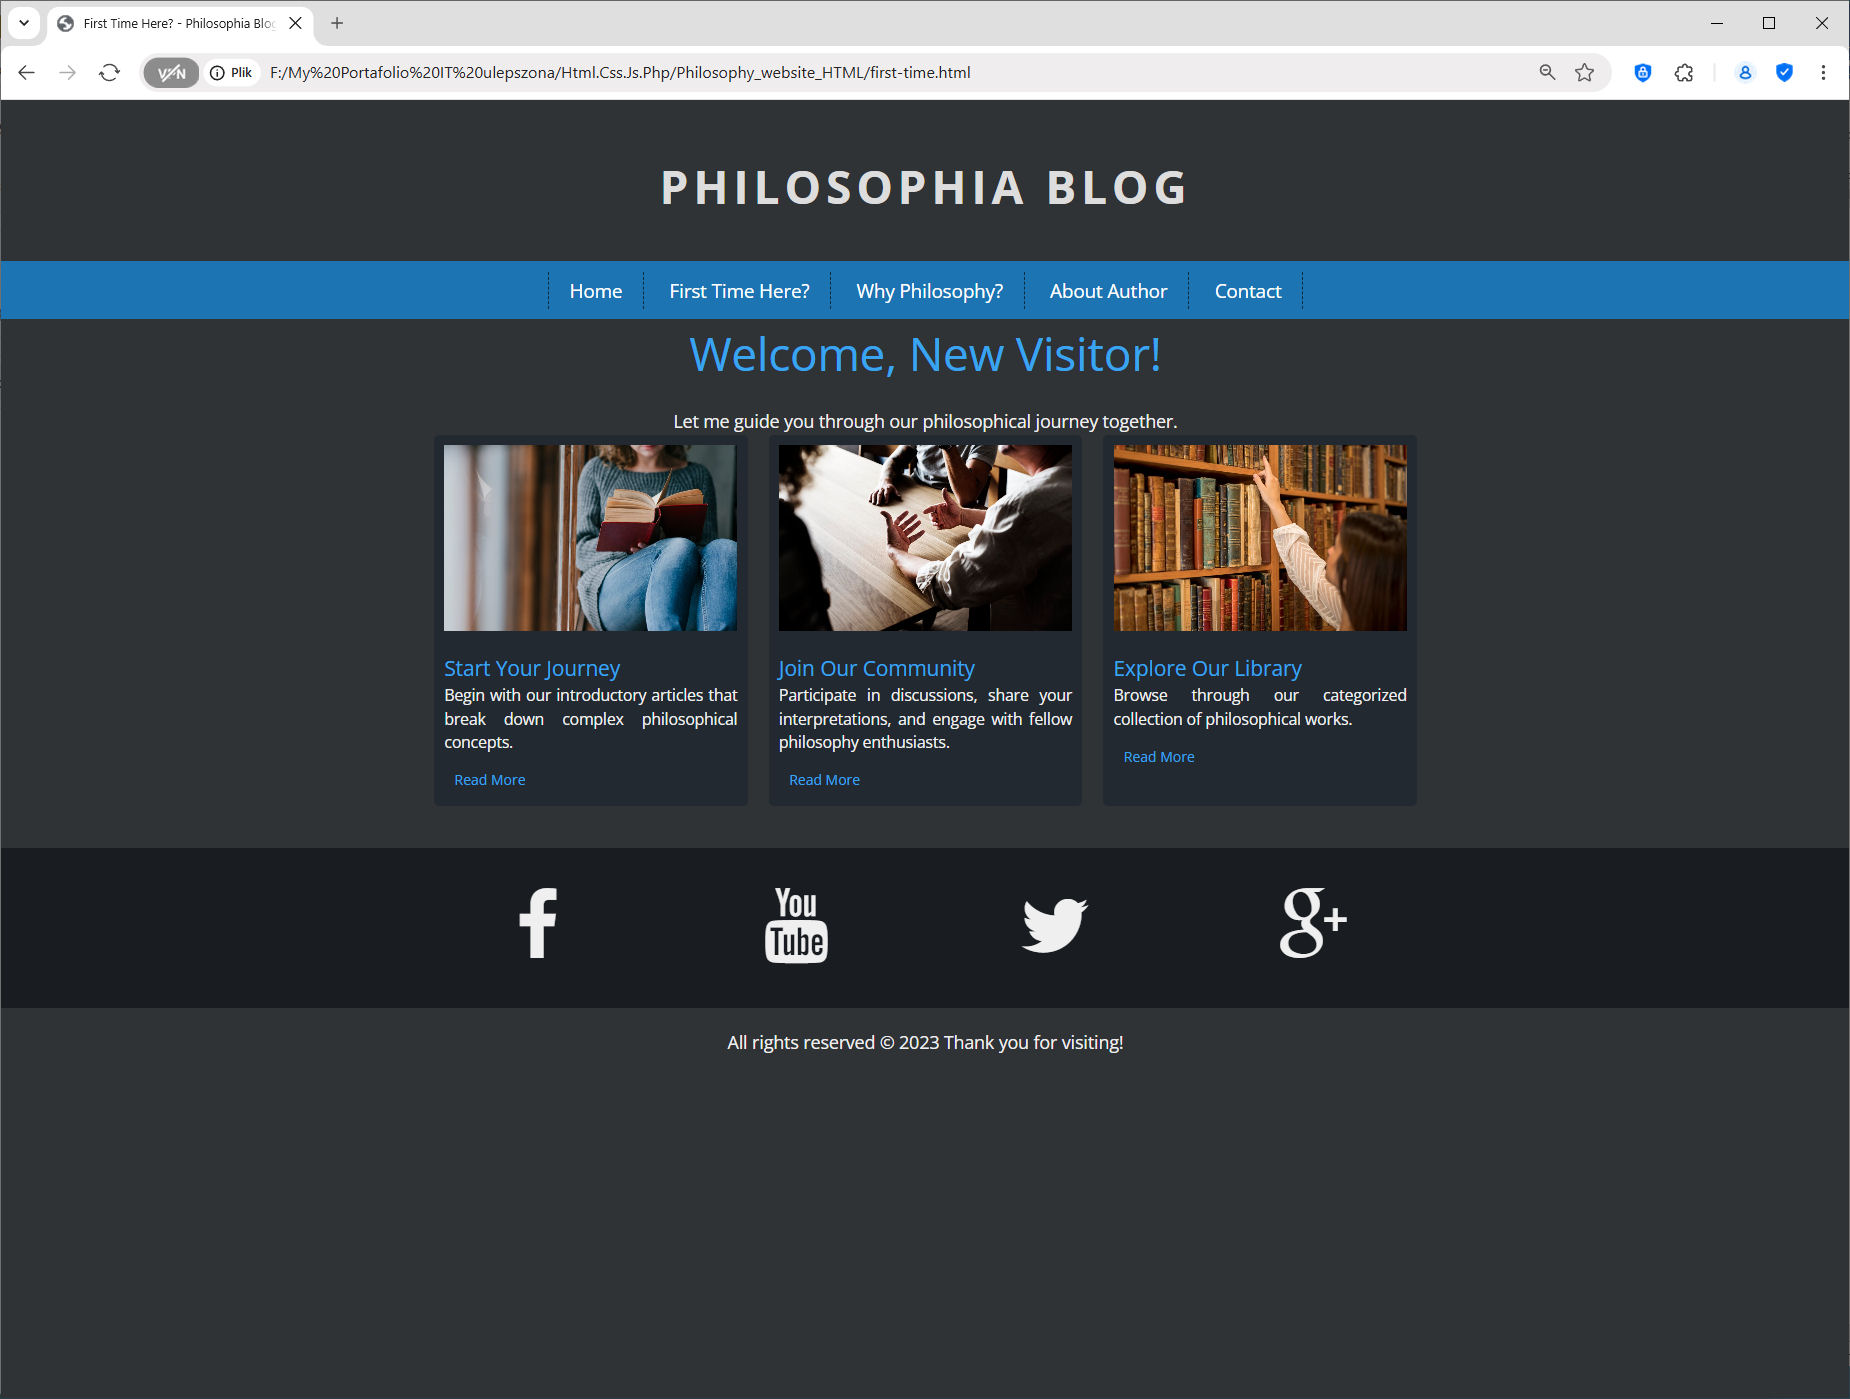 First Time Here? - Philosophia Blog
VPN
Plik
F:/My%20Portafolio%20IT%20ulepszona/Html.Css.Js.Php/Philosophy_website_HTML/first-time.html
PHILOSOPHIA BLOG
Home
First Time Here?
Why Philosophy?
About Author
Contact
Welcome, New Visitor!
Let me guide you through our philosophical journey together.
Start Your Journey
Begin with our introductory articles that
break down complex philosophical
concepts.
Read More
Join Our Community
Participate in discussions, share your
interpretations, and engage with fellow
philosophy enthusiasts.
Read More
Explore Our Library
Browse through our categorized
collection of philosophical works.
Read More
f
You
Tube
g+
All rights reserved © 2023 Thank you for visiting!